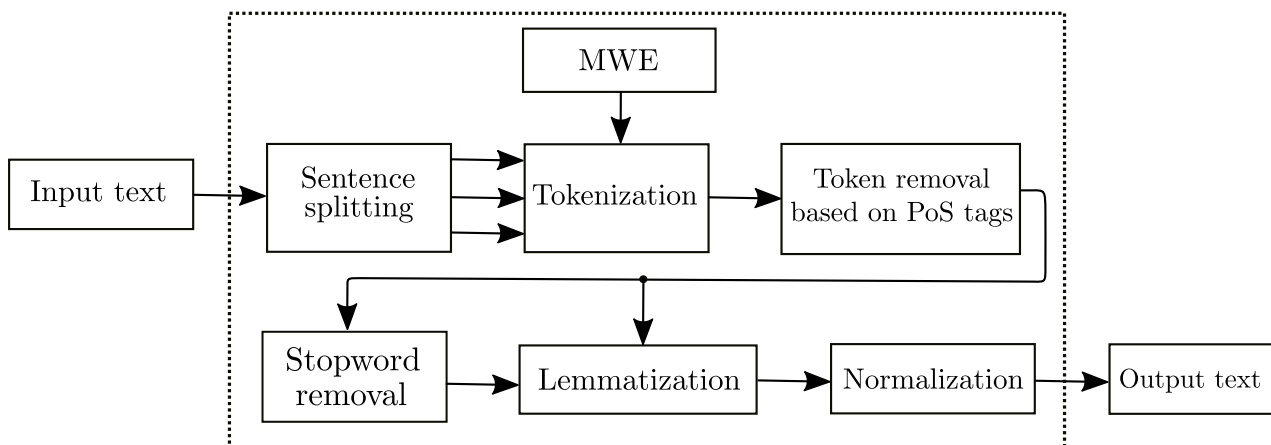 MWE
Input text
Sentence
splitting
Tokenization
Token removal
based on PoS tags
Stopword
removal
Lemmatization
Normalization
Output text